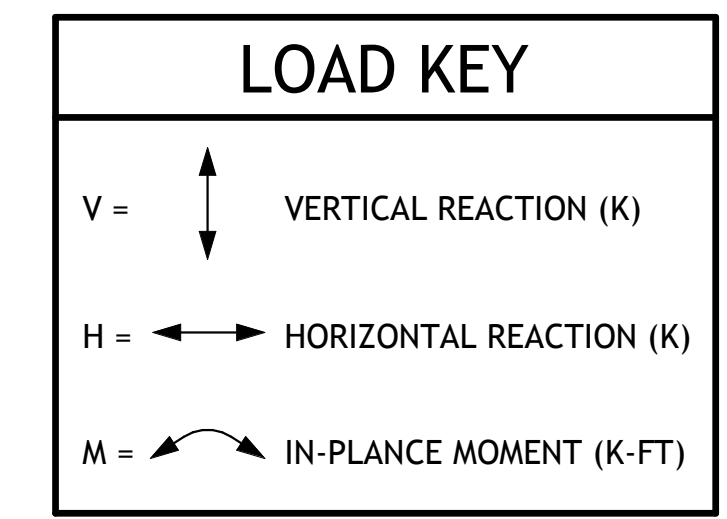 LOAD KEY
V = VERTICAL REACTION (K)
H = HORIZONTAL REACTION (K)
M = IN-PLANCE MOMENT (K-FT)